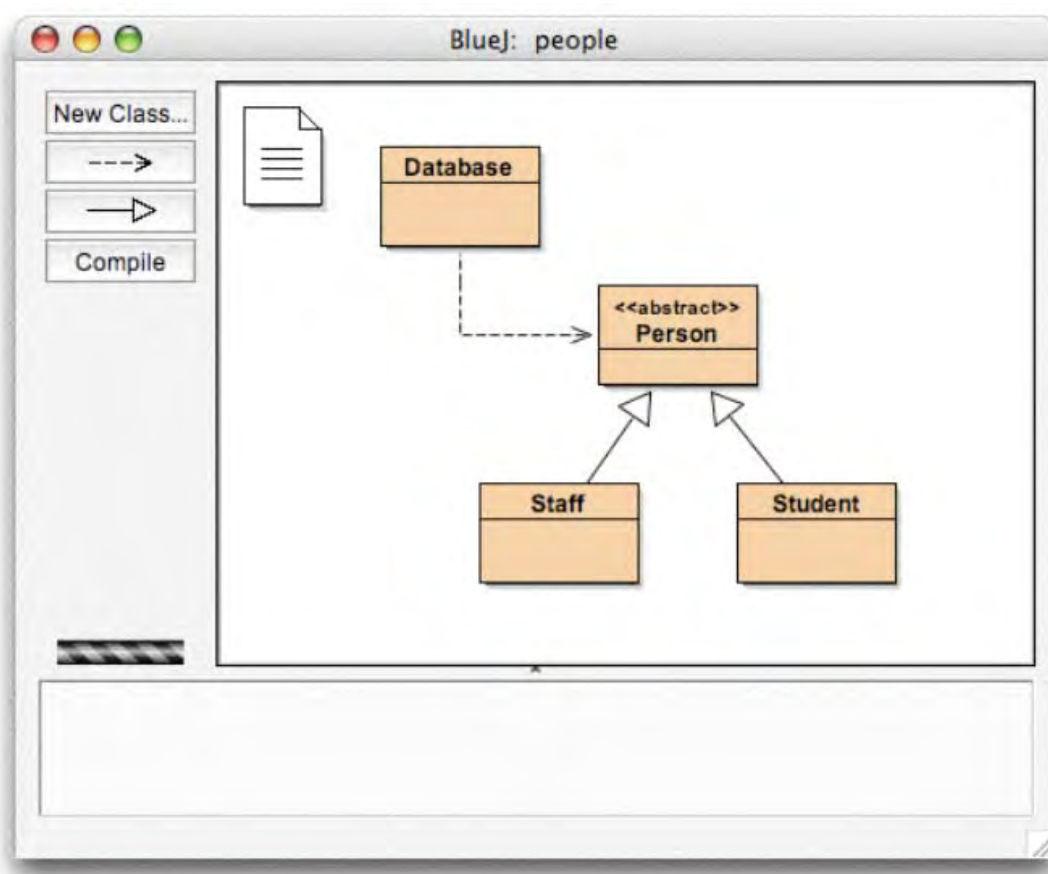 BlueJ: people
New Class...
Compile
Database
<<abstract>>
Person
Staff
Student